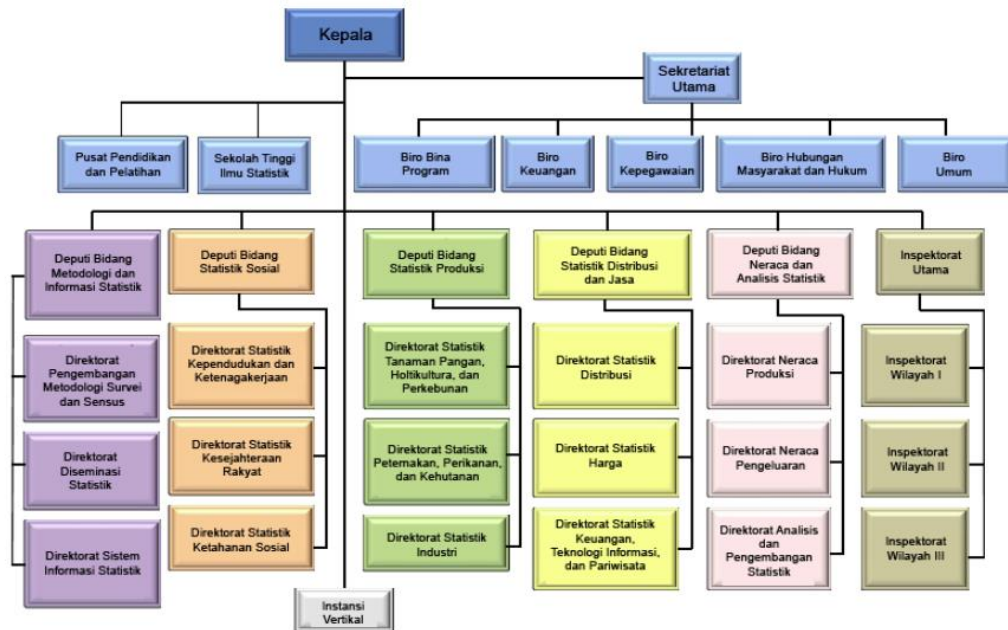 Kepala
Sekretariat
Utama
Pusat Pendidikan
dan Pelatihan
Sekolah Tinggi
Ilmu Statistik
Biro Bina
Program
Biro
Keuangan
Biro
Kepegawaian
Biro Hubungan
Masyarakat dan Hukum
Biro
Umum
Deputi Bidang
Metodologi dan
Informasi Statistik
Deputi Bidang
Statistik Sosial
Deputi Bidang
Statistik Produksi
Deputi Bidang
Statistik Distribusi
dan Jasa
Deputi Bidang
Neraca dan
Analisis Statistik
Inspektorat
Utama
Direktorat
Pengembangan
Metodologi Survei
dan Sensus
Direktorat Statistik
Kependudukan dan
Ketenagakerjaan
Direktorat Statistik
Tanaman Pangan,
Holtikultura, dan
Perkebunan
Direktorat Statistik
Distribusi
Direktorat Neraca
Produksi
Inspektorat
Wilayah I
Direktorat
Diseminasi
Statistik
Direktorat Statistik
Kesejahteraan
Rakyat
Direktorat Statistik
Peternakan, Perikanan,
dan Kehutanan
Direktorat Statistik
Harga
Direktorat Neraca
Pengeluaran
Inspektorat
Wilayah II
Direktorat Sistem
Informasi Statistik
Direktorat Statistik
Ketahanan Sosial
Direktorat Statistik
Industri
Direktorat Statistik
Keuangan,
Teknologi Informasi,
dan Pariwisata
Direktorat Analisis
dan
Pengembangan
Statistik
Inspektorat
Wilayah III
Instansi
Vertikal